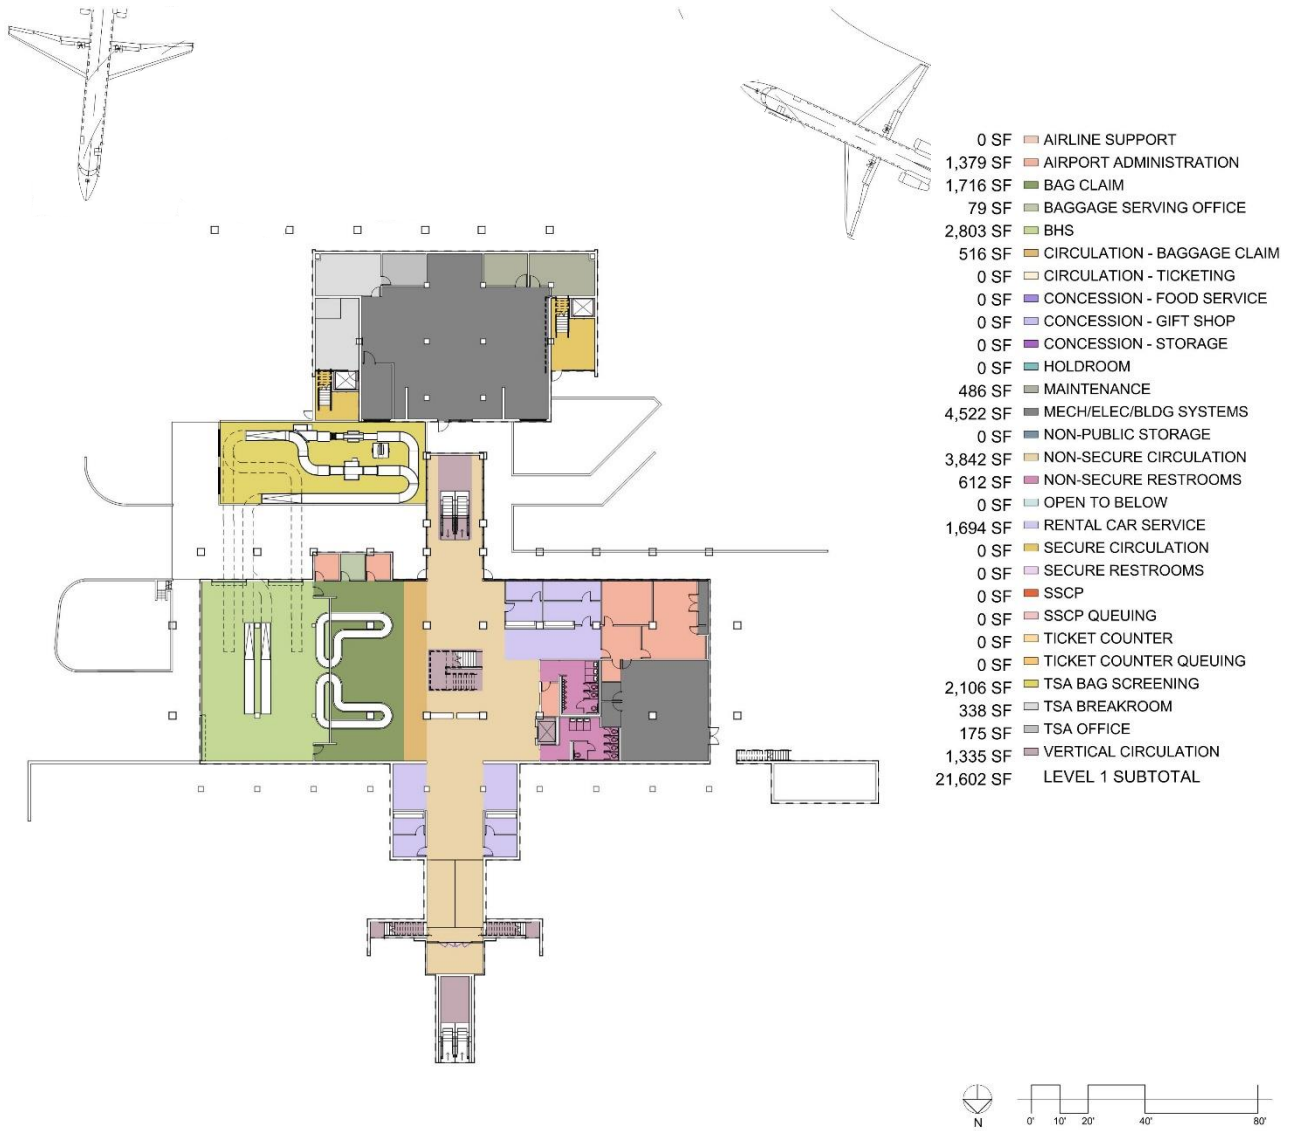 0 SF AIRLINE SUPPORT
1,379 SF AIRPORT ADMINISTRATION
1,716 SF BAG CLAIM
79 SF BAGGAGE SERVING OFFICE
2,803 SF BHS
516 SF CIRCULATION - BAGGAGE CLAIM
0 SF CIRCULATION - TICKETING
0 SF CONCESSION - FOOD SERVICE
0 SF CONCESSION - GIFT SHOP
0 SF CONCESSION - STORAGE
0 SF HOLDROOM
486 SF MAINTENANCE
4,522 SF MECH/ELEC/BLDG SYSTEMS
0 SF NON-PUBLIC STORAGE
3,842 SF NON-SECURE CIRCULATION
612 SF NON-SECURE RESTROOMS
0 SF OPEN TO BELOW
1,694 SF RENTAL CAR SERVICE
0 SF SECURE CIRCULATION
0 SF SECURE RESTROOMS
0 SF SSCP
0 SF SSCP QUEUING
0 SF TICKET COUNTER
0 SF TICKET COUNTER QUEUING
2,106 SF TSA BAG SCREENING
338 SF TSA BREAKROOM
175 SF TSA OFFICE
1,335 SF VERTICAL CIRCULATION
21,602 SF LEVEL 1 SUBTOTAL
N
0' 10' 20' 40' 80'